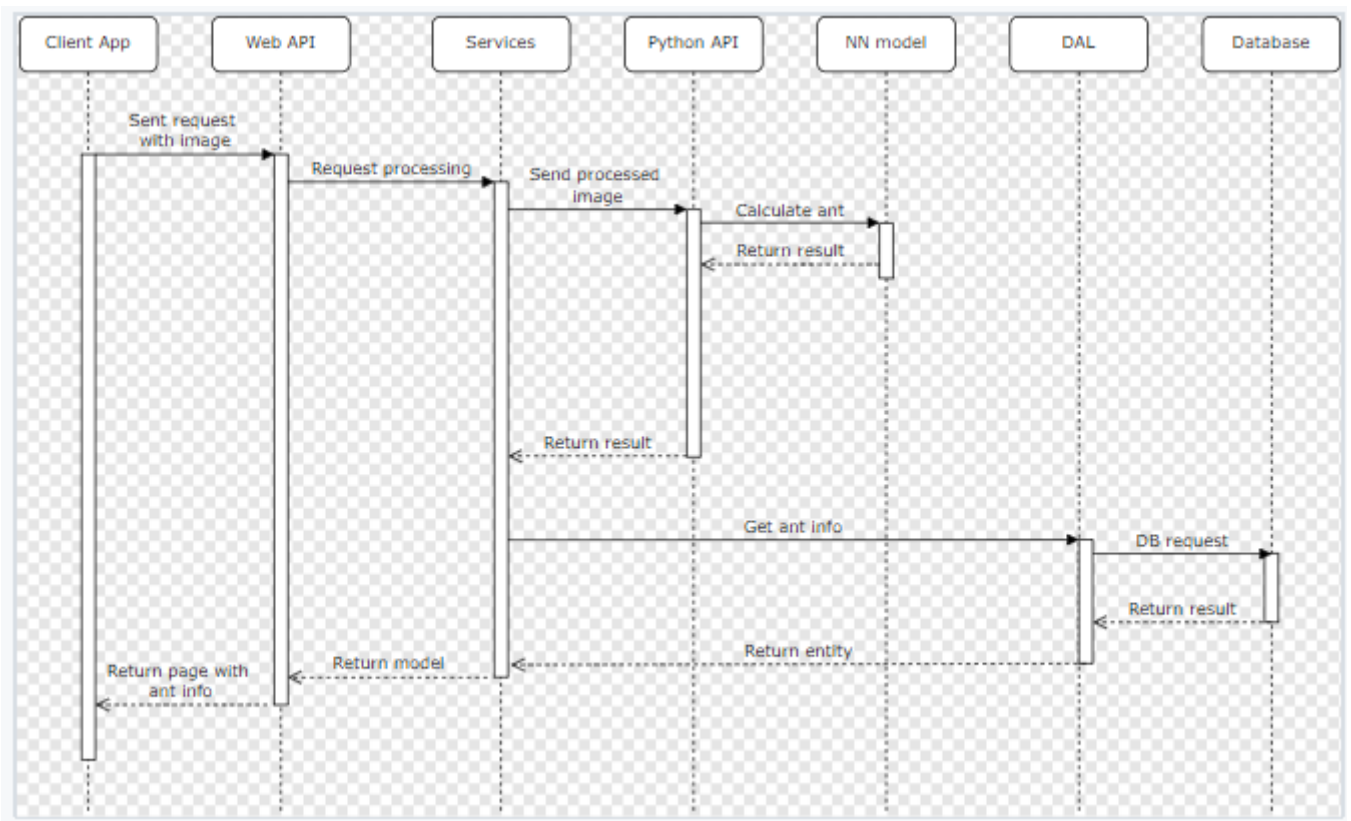 Client App
Web API
Services
Python API
NN model
DAL
Database
Sent request
with image
Request processing
Send processed
image
Calculate ant
Return result
Return result
Get ant info
DB request
Return result
Return entity
Return model
Return page with
ant info